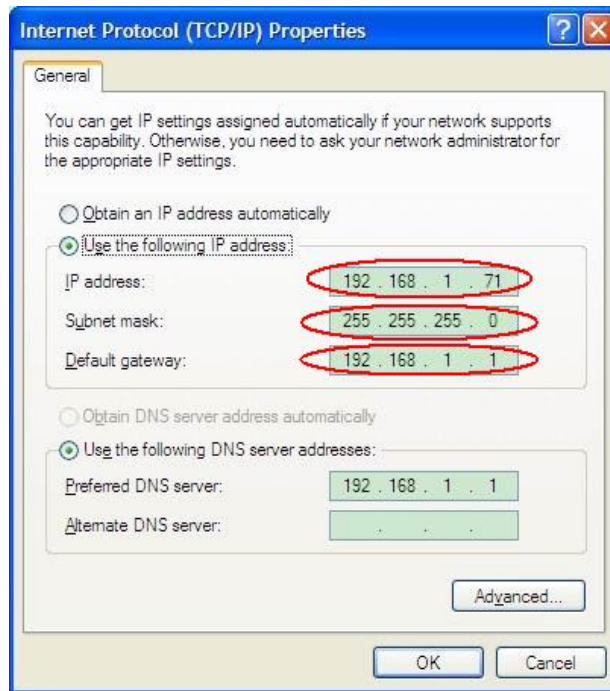 Internet Protocol (TCP/IP) Properties
General
You can get IP settings assigned automatically if your network supports
this capability. Otherwise, you need to ask your network administrator for
the appropriate IP settings.
Obtain an IP address automatically
Use the following IP address:
IP address: 192 . 168 . 1 . 71
Subnet mask: 255 . 255 . 255 . 0
Default gateway: 192 . 168 . 1 . 1
Obtain DNS server address automatically
Use the following DNS server addresses:
Preferred DNS server: 192 . 168 . 1 . 1
Alternate DNS server: . . .
Advanced...
OK Cancel